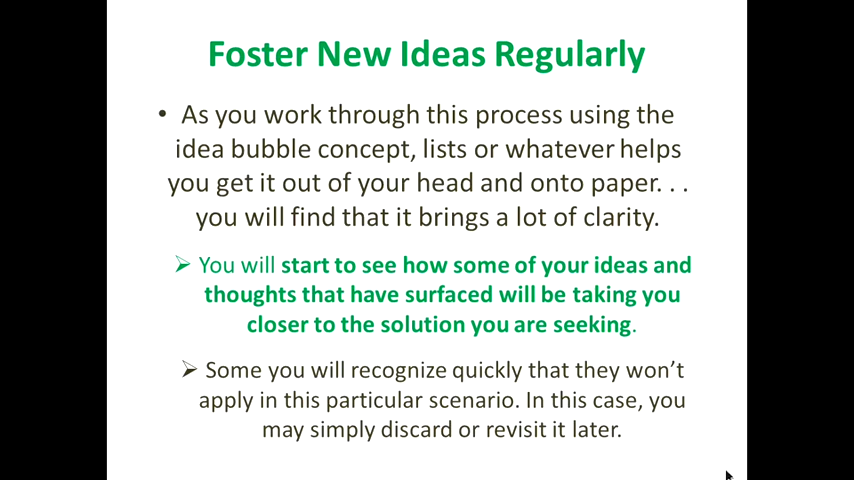 Foster New Ideas Regularly
• As you work through this process using the
idea bubble concept, lists or whatever helps
you get it out of your head and onto paper. . .
you will find that it brings a lot of clarity.
➢ You will start to see how some of your ideas and
thoughts that have surfaced will be taking you
closer to the solution you are seeking.
➢ Some you will recognize quickly that they won’t
apply in this particular scenario. In this case, you
may simply discard or revisit it later.